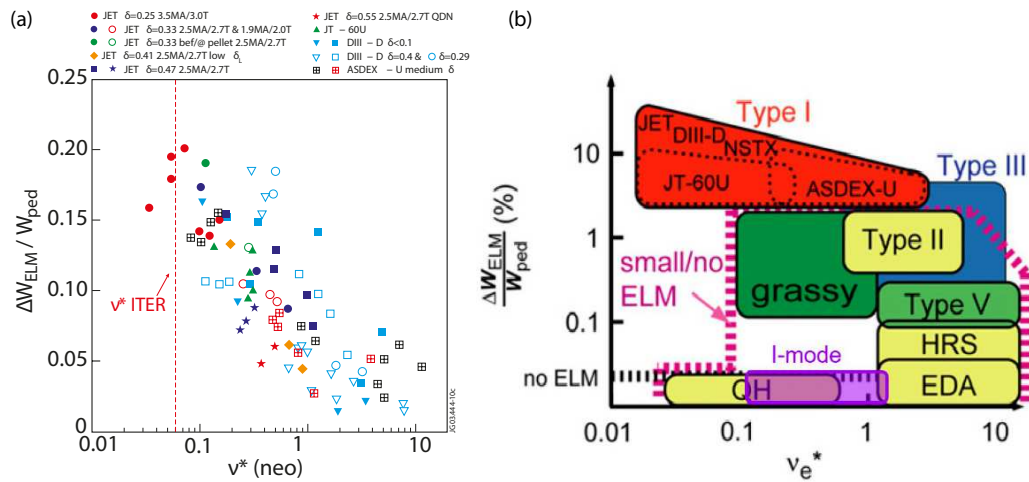 (a)
JET δ=0.25 3.5MA/3.0T
JET δ=0.33 2.5MA/2.7T & 1.9MA/2.0T
JET δ=0.33 bef/@ pellet 2.5MA/2.7T
JET δ=0.41 2.5MA/2.7T low δL
JET δ=0.47 2.5MA/2.7T
JET δ=0.55 2.5MA/2.7T QDN
JT - 60U
DIII - D δ<0.1
DIII - D δ=0.4 & δ=0.29
ASDEX - U medium δ
0.25
0.20
0.15
0.10
0.05
0
ΔWELM / Wped
ν* ITER
0.01
0.1
1
10
ν* (neo)
JG03.444-10c
(b)
Type I
JET
DIII-D
NSTX
JT-60U
ASDEX-U
Type III
Type II
grassy
small/no
ELM
Type V
HRS
EDA
I-mode
QH
no ELM
10
1
0.1
ΔWELM
Wped
(%)
0.01
0.1
1
10
νe*